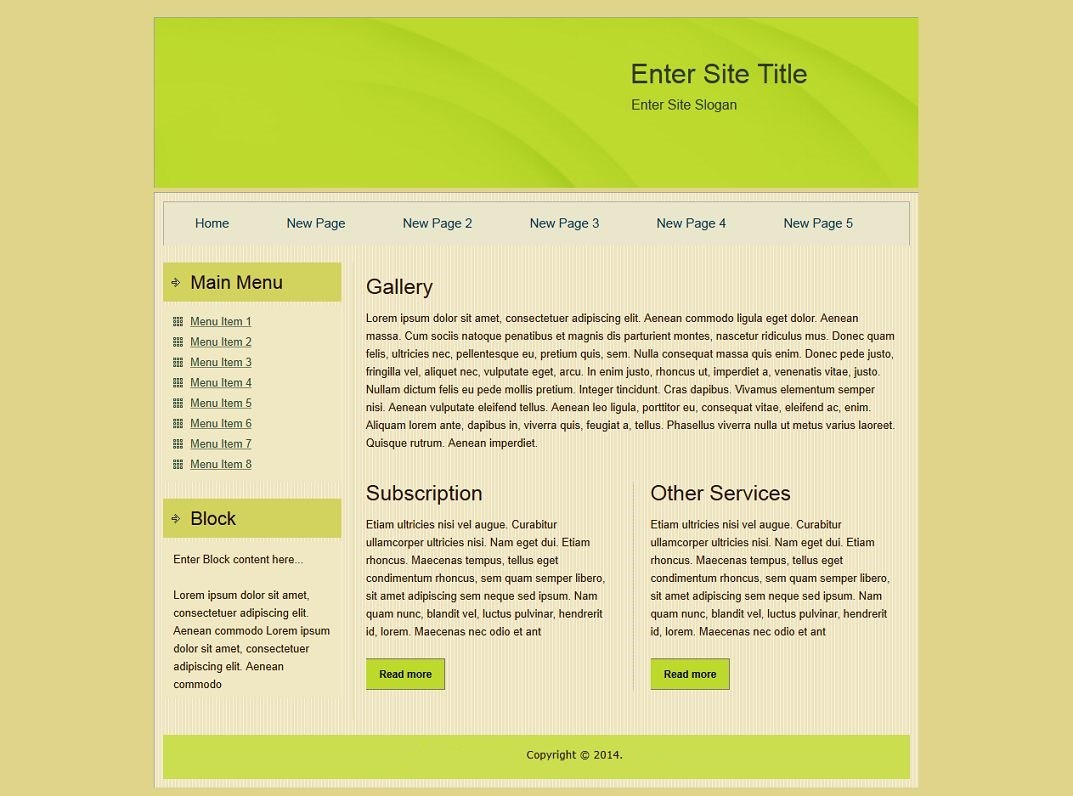 Enter Site Title
Enter Site Slogan
Home New Page New Page 2 New Page 3 New Page 4 New Page 5
Main Menu
Menu Item 1
Menu Item 2
Menu Item 3
Menu Item 4
Menu Item 5
Menu Item 6
Menu Item 7
Menu Item 8
Block
Enter Block content here...
Lorem ipsum dolor sit amet,
consectetuer adipiscing elit.
Aenean commodo Lorem ipsum
dolor sit amet, consectetuer
adipiscing elit. Aenean
commodo
Gallery
Lorem ipsum dolor sit amet, consectetuer adipiscing elit. Aenean commodo ligula eget dolor. Aenean
massa. Cum sociis natoque penatibus et magnis dis parturient montes, nascetur ridiculus mus. Donec quam
felis, ultricies nec, pellentesque eu, pretium quis, sem. Nulla consequat massa quis enim. Donec pede justo,
fringilla vel, aliquet nec, vulputate eget, arcu. In enim justo, rhoncus ut, imperdiet a, venenatis vitae, justo.
Nullam dictum felis eu pede mollis pretium. Integer tincidunt. Cras dapibus. Vivamus elementum semper
nisi. Aenean vulputate eleifend tellus. Aenean leo ligula, porttitor eu, consequat vitae, eleifend ac, enim.
Aliquam lorem ante, dapibus in, viverra quis, feugiat a, tellus. Phasellus viverra nulla ut metus varius laoreet.
Quisque rutrum. Aenean imperdiet.
Subscription
Etiam ultricies nisi vel augue. Curabitur
ullamcorper ultricies nisi. Nam eget dui. Etiam
rhoncus. Maecenas tempus, tellus eget
condimentum rhoncus, sem quam semper libero,
sit amet adipiscing sem neque sed ipsum. Nam
quam nunc, blandit vel, luctus pulvinar, hendrerit
id, lorem. Maecenas nec odio et ant
Read more
Other Services
Etiam ultricies nisi vel augue. Curabitur
ullamcorper ultricies nisi. Nam eget dui. Etiam
rhoncus. Maecenas tempus, tellus eget
condimentum rhoncus, sem quam semper libero,
sit amet adipiscing sem neque sed ipsum. Nam
quam nunc, blandit vel, luctus pulvinar, hendrerit
id, lorem. Maecenas nec odio et ant
Read more
Copyright © 2014.